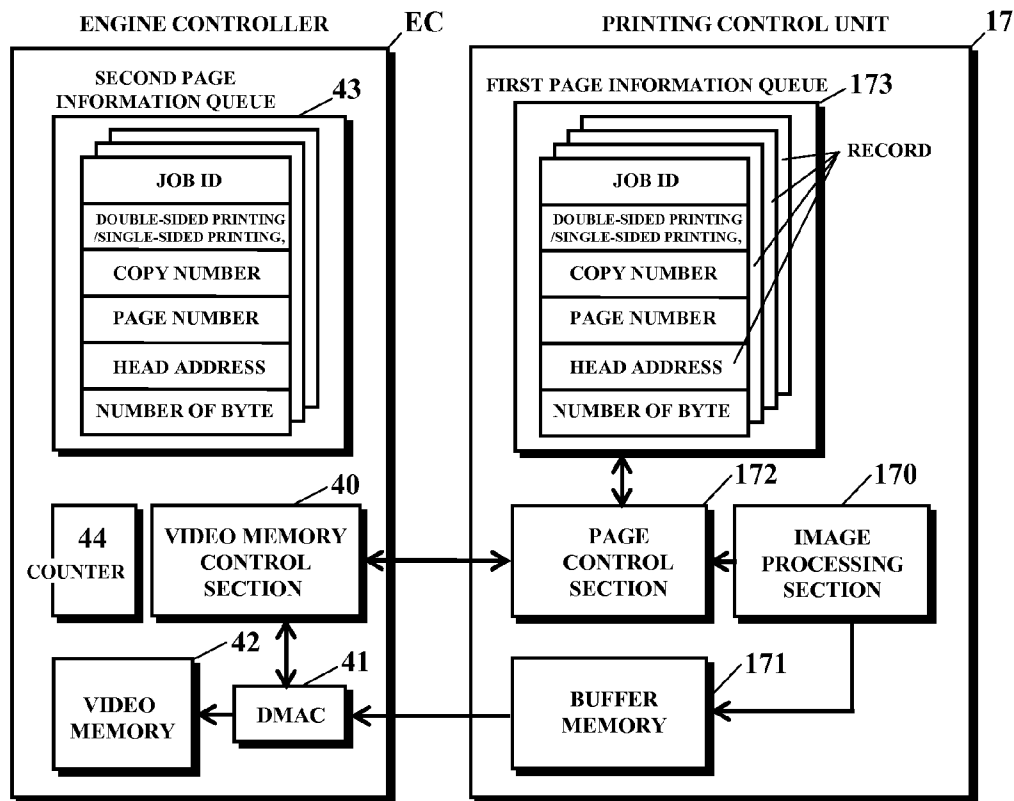 ENGINE CONTROLLER
EC
SECOND PAGE
INFORMATION QUEUE
43
JOB ID
DOUBLE-SIDED PRINTING
/SINGLE-SIDED PRINTING,
COPY NUMBER
PAGE NUMBER
HEAD ADDRESS
NUMBER OF BYTE
40
44
COUNTER
VIDEO MEMORY
CONTROL
SECTION
42
VIDEO
MEMORY
41
DMAC
PRINTING CONTROL UNIT
17
FIRST PAGE INFORMATION QUEUE
173
RECORD
JOB ID
DOUBLE-SIDED PRINTING
/SINGLE-SIDED PRINTING,
COPY NUMBER
PAGE NUMBER
HEAD ADDRESS
NUMBER OF BYTE
172
PAGE
CONTROL
SECTION
170
IMAGE
PROCESSING
SECTION
171
BUFFER
MEMORY